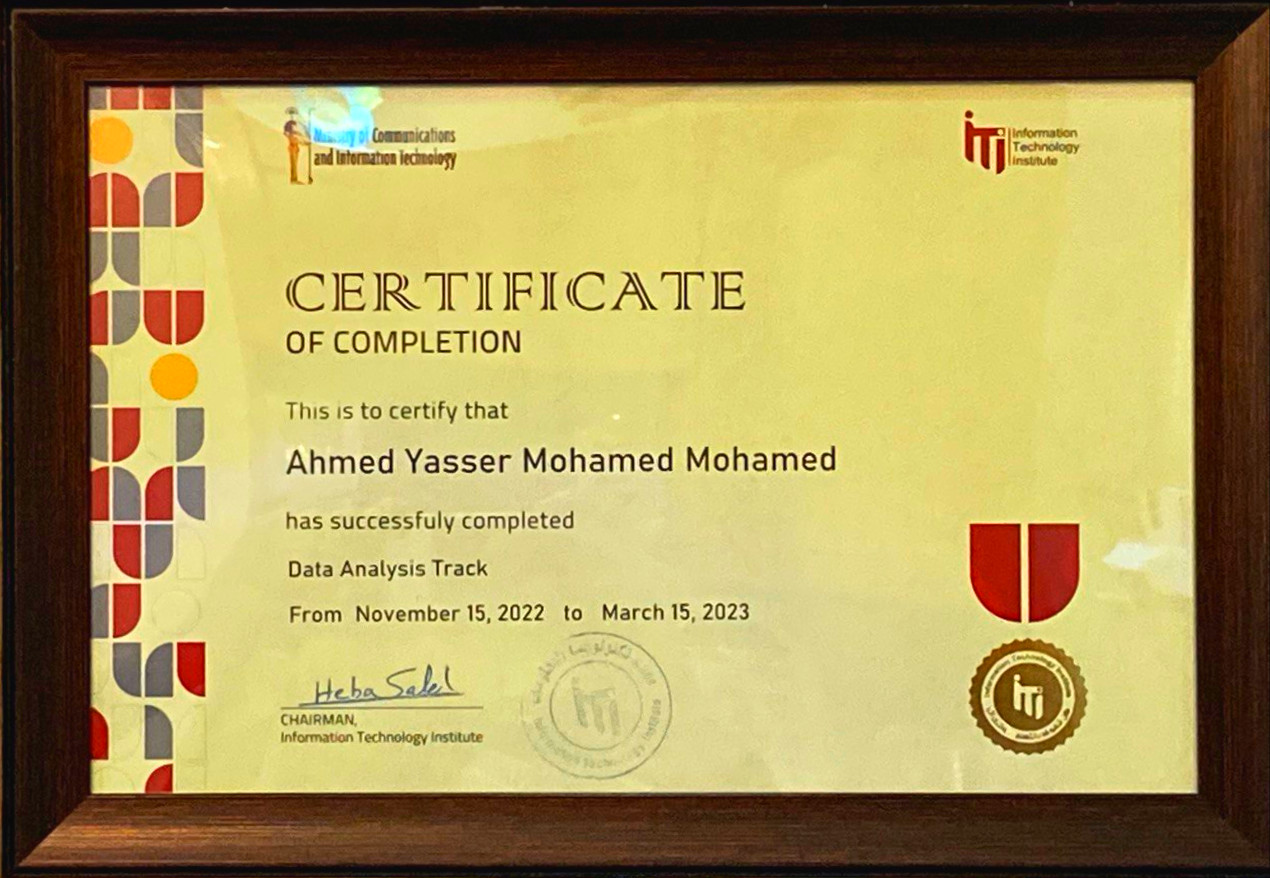 Ministry of Communications
and Information Technology
iTi
Information
Technology
Institute
CERTIFICATE
OF COMPLETION
This is to certify that
Ahmed Yasser Mohamed Mohamed
has successfuly completed
Data Analysis Track
From November 15, 2022 to March 15, 2023
Heba Saleh
CHAIRMAN,
Information Technology Institute
iTi
Information Technology Institute
iTi
Information Technology Institute